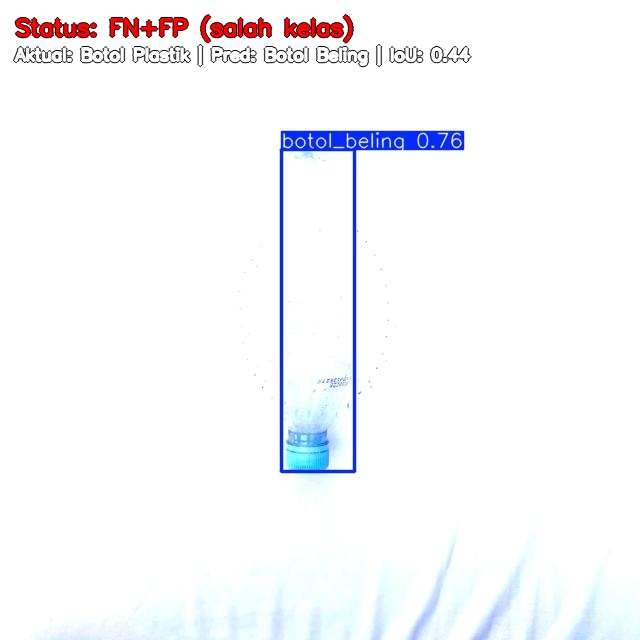 Status: FN+FP (salah kelas)
Aktual: Botol Plastik | Pred: Botol Beling | IoU: 0.44
botol_beling 0.76